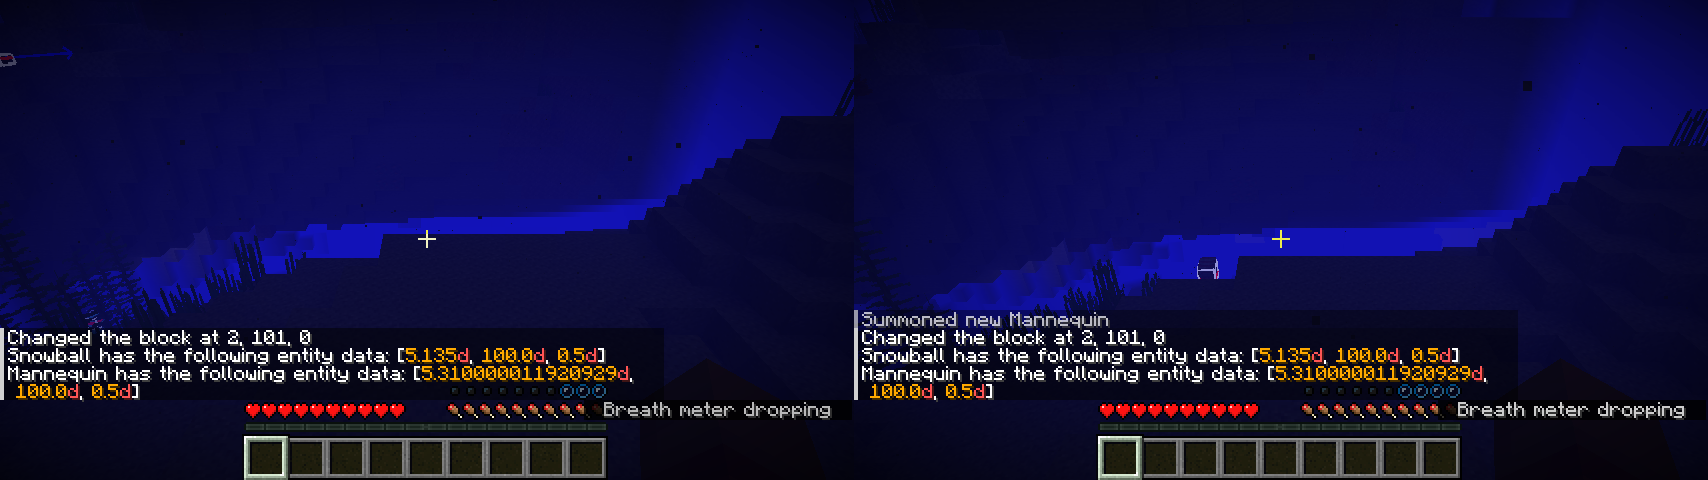 Changed the block at 2, 101, 0
Snowball has the following entity data: [5.135d, 100.0d, 0.5d]
Mannequin has the following entity data: [5.310000011920929d,
100.0d, 0.5d]
Breath meter dropping
Summoned new Mannequin
Changed the block at 2, 101, 0
Snowball has the following entity data: [5.135d, 100.0d, 0.5d]
Mannequin has the following entity data: [5.310000011920929d,
100.0d, 0.5d]
Breath meter dropping